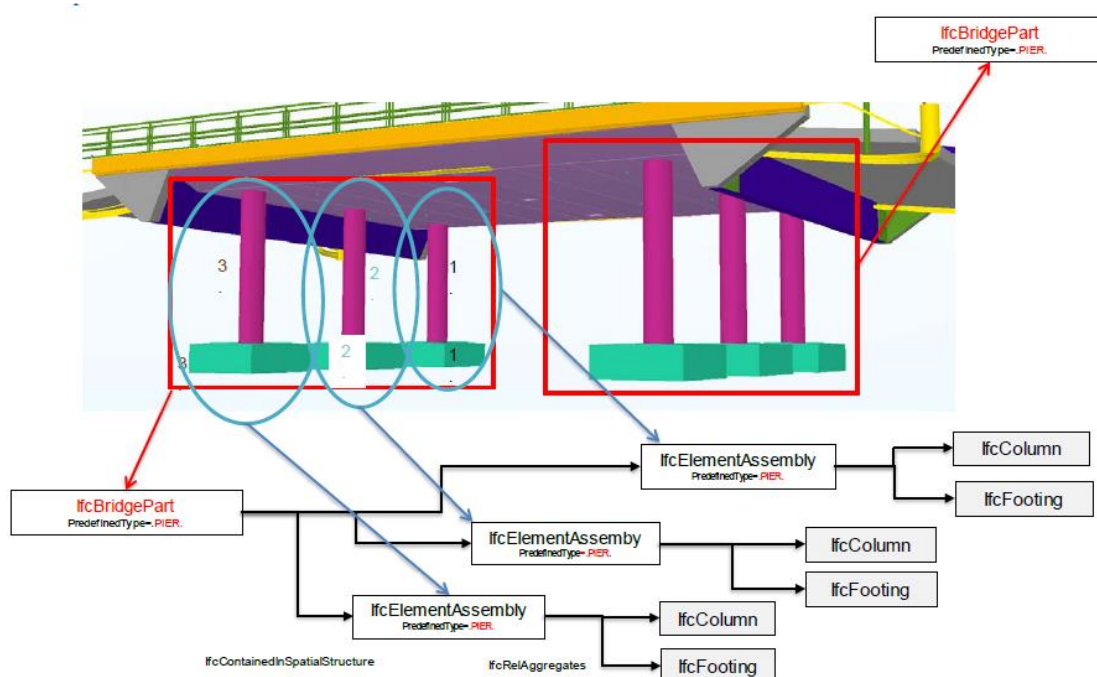 IfcBridgePart
PredefinedType=.PIER.
3
.
2
.
1
.
3
.
2
.
1
.
IfcElementAssembly
PredefinedType=.PIER.
IfcColumn
IfcFooting
IfcBridgePart
PredefinedType=.PIER.
IfcElementAssemby
PredefinedType=.PIER.
IfcColumn
IfcFooting
IfcElementAssembly
PredefinedType=.PIER.
IfcColumn
IfcFooting
IfcContainedInSpatialStructure
IfcRelAggregates